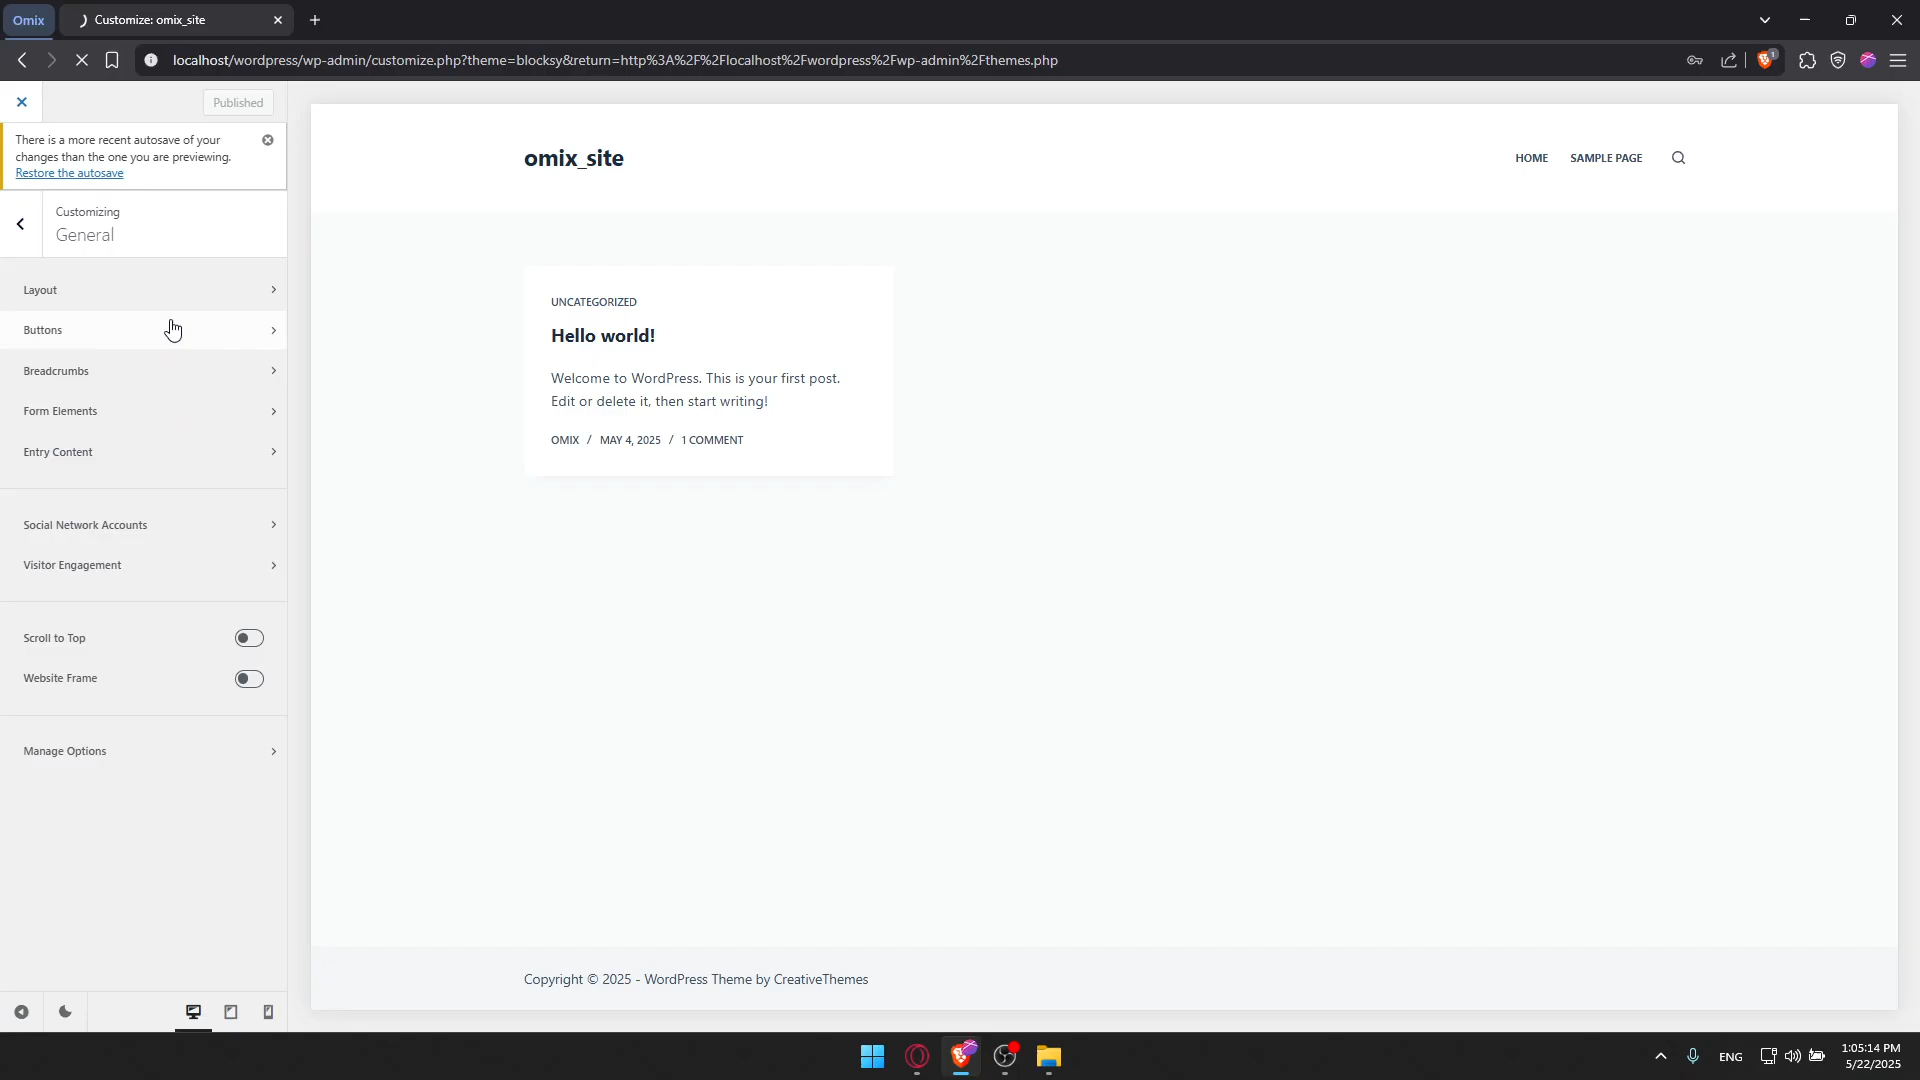 Omix
Customize: omix_site
localhost/wordpress/wp-admin/customize.php?theme=blocksy&return=http%3A%2F%2Flocalhost%2Fwordpress%2Fwp-admin%2Fthemes.php
1
Published
There is a more recent autosave of your
changes than the one you are previewing.
Restore the autosave
Customizing
General
Layout
Buttons
Breadcrumbs
Form Elements
Entry Content
Social Network Accounts
Visitor Engagement
Scroll to Top
Website Frame
Manage Options
omix_site
HOME
SAMPLE PAGE
UNCATEGORIZED
Hello world!
Welcome to WordPress. This is your first post.
Edit or delete it, then start writing!
OMIX / MAY 4, 2025 / 1 COMMENT
Copyright © 2025 - WordPress Theme by CreativeThemes
ENG
1:05:14 PM
5/22/2025